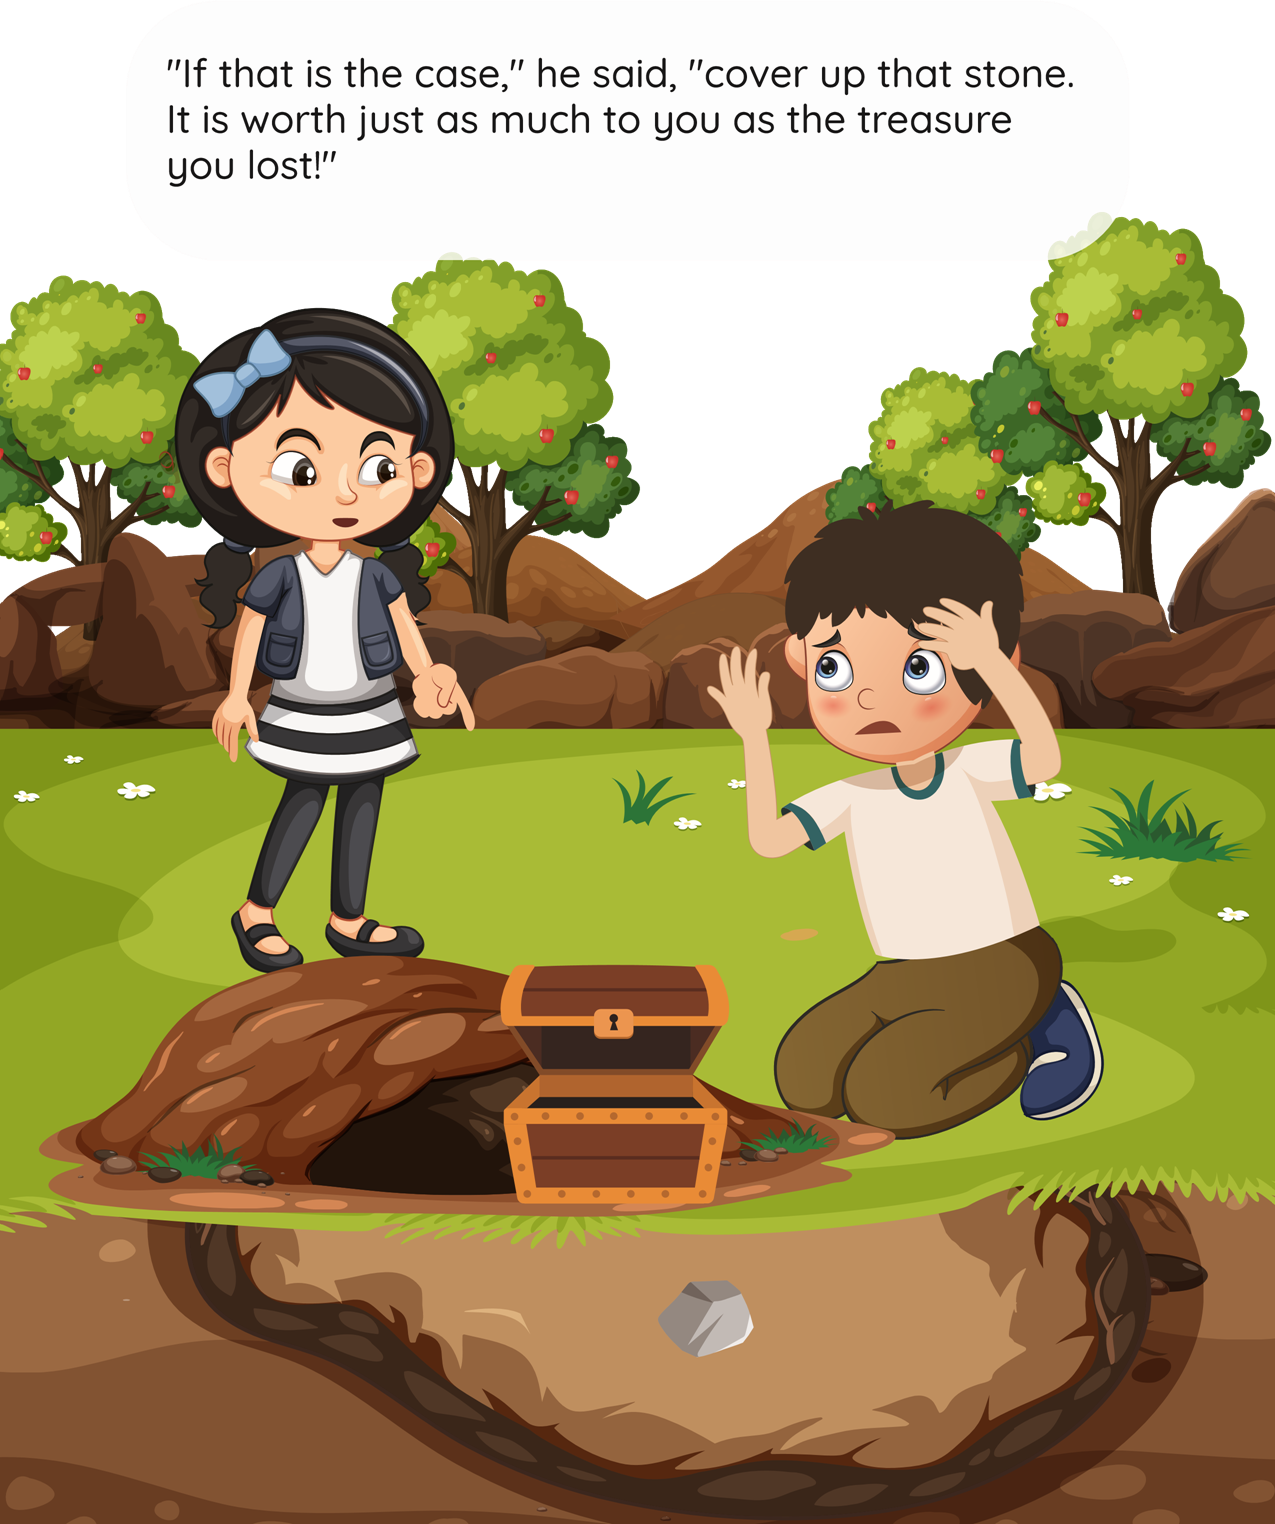 "If that is the case," he said, "cover up that stone.
It is worth just as much to you as the treasure
you lost!"